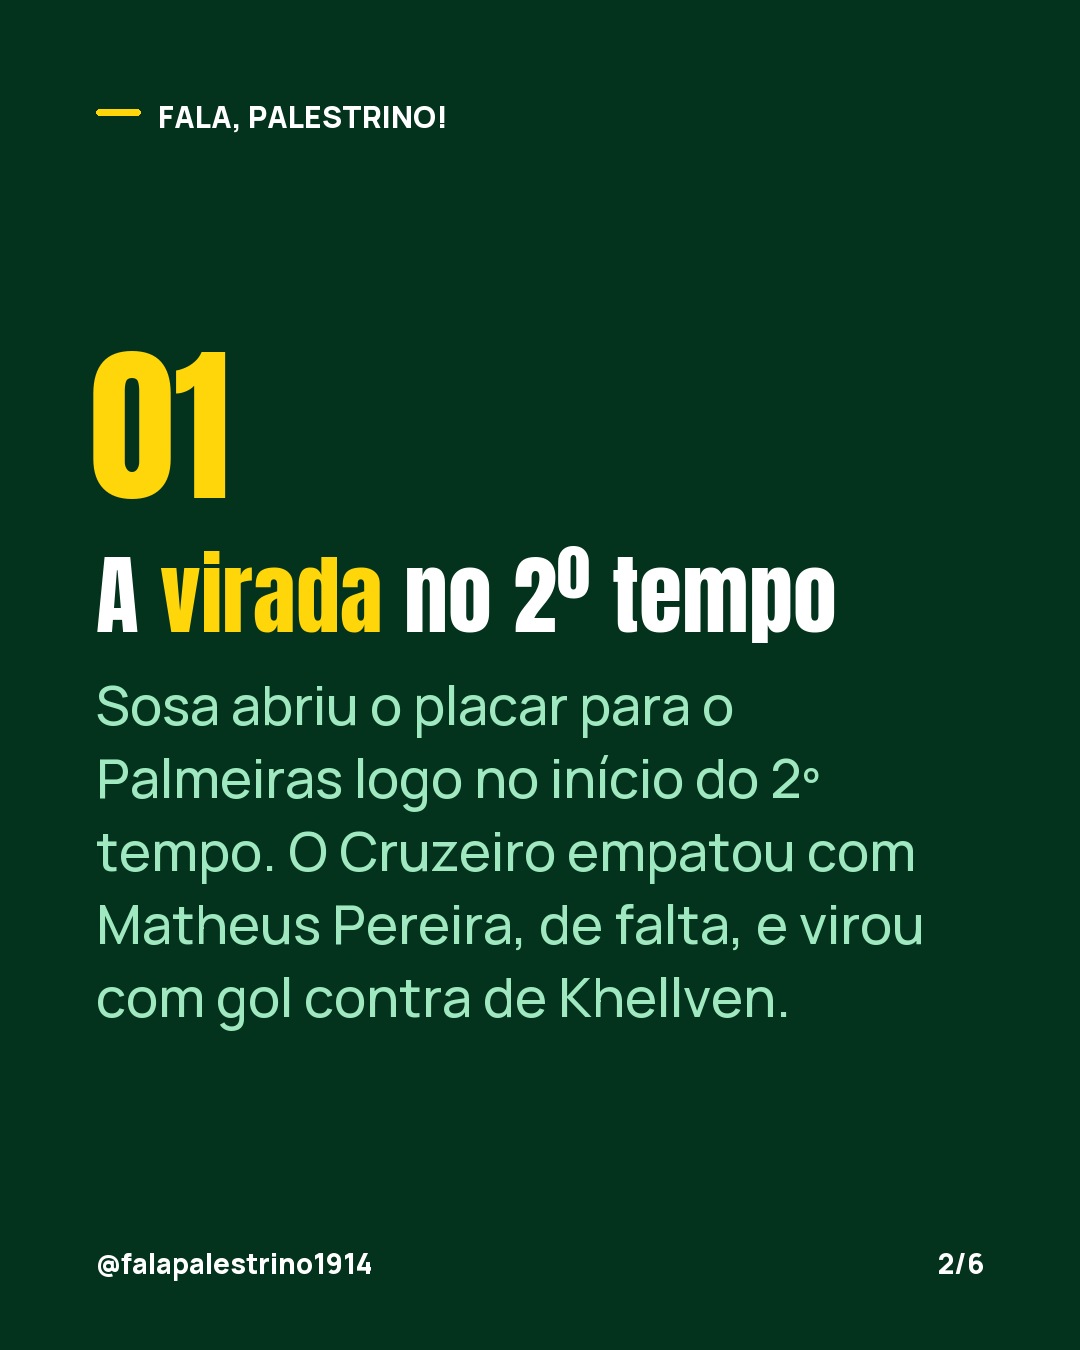 FALA, PALESTRINO!
01
A virada no 2º tempo
Sosa abriu o placar para o
Palmeiras logo no início do 2º
tempo. O Cruzeiro empatou com
Matheus Pereira, de falta, e virou
com gol contra de Khellven.
@falapalestrino1914
2/6